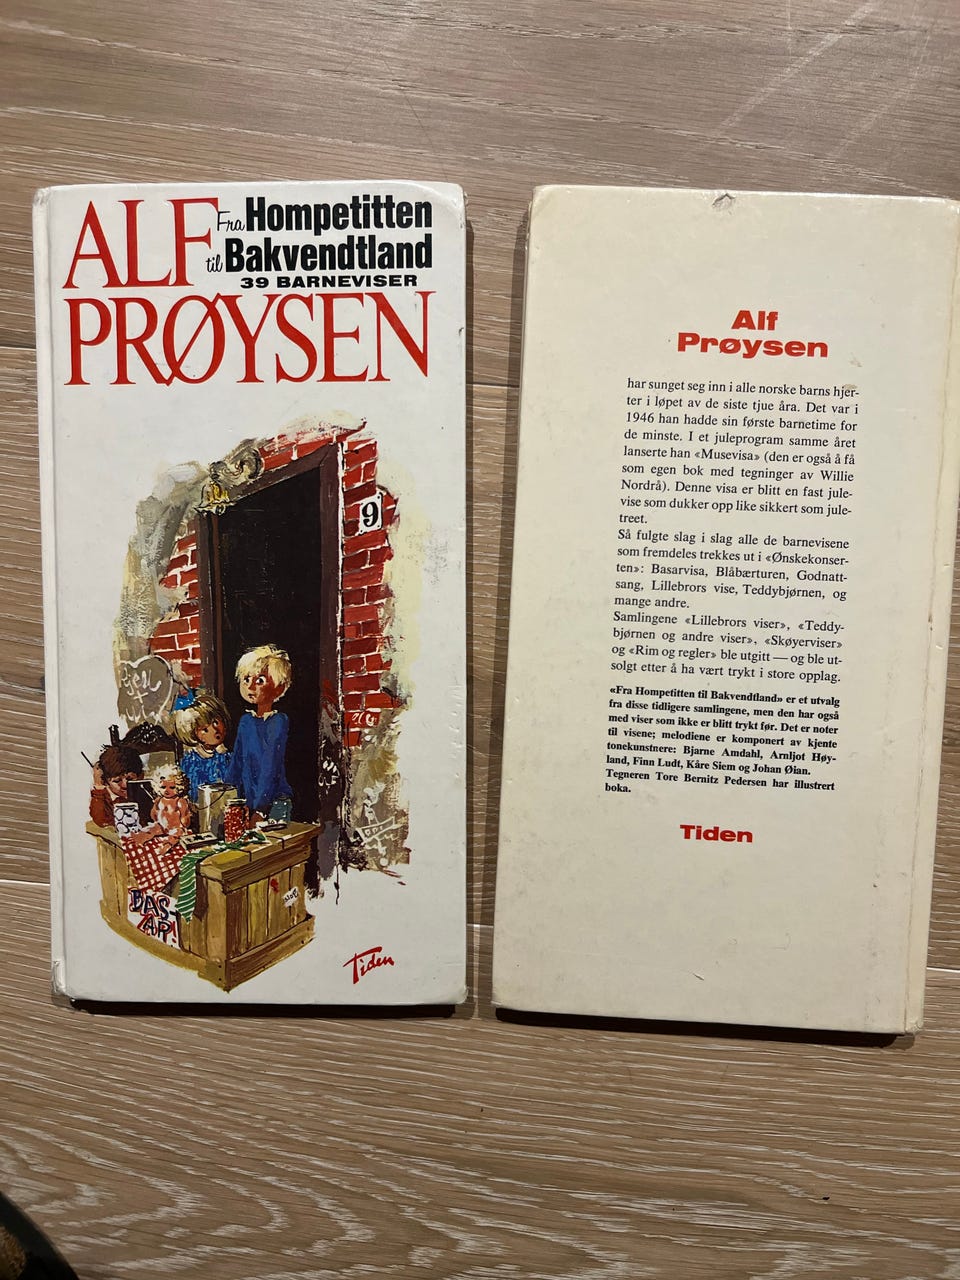 ALF
PRØYSEN
Fra Hompetitten
til Bakvendtland
39 BARNEVISER
9
BAS-
AR!
Tiden
Alf
Prøysen
har sunget seg inn i alle norske barns hjer-
ter i løpet av de siste tjue åra. Det var i
1946 han hadde sin første barnetime for
de minste. I et juleprogram samme året
lanserte han «Musevisa» (den er også å få
som egen bok med tegninger av Willie
Nordrå). Denne visa er blitt en fast jule-
vise som dukker opp like sikkert som jule-
treet.
Så fulgte slag i slag alle de barnevisene
som fremdeles trekkes ut i «Ønskekonser-
ten»: Basarvisa, Blåbærturen, Godnatt-
sang, Lillebrors vise, Teddybjørnen, og
mange andre.
Samlingene «Lillebrors viser», «Teddy-
bjørnen og andre viser», «Skøyerviser»
og «Rim og regler» ble utgitt — og ble ut-
solgt etter å ha vært trykt i store opplag.
«Fra Hompetitten til Bakvendtland» er et utvalg
fra disse tidligere samlingene, men den har også
med viser som ikke er blitt trykt før. Det er noter
til visene; melodiene er komponert av kjente
tonekunstnere: Bjarne Amdahl, Arnljot Høy-
land, Finn Ludt, Kåre Siem og Johan Øian.
Tegneren Tore Bernitz Pedersen har illustrert
boka.
Tiden